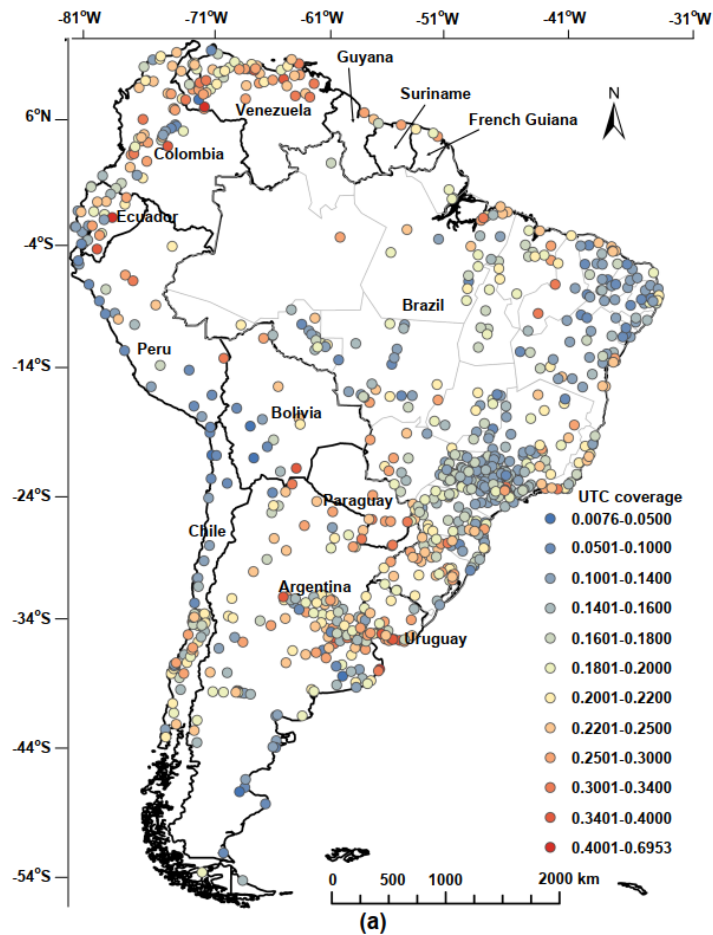 -81°W -71°W -61°W -51°W -41°W -31°W
Guyana
N
Suriname
6°N
Venezuela
French Guiana
Colombia
Ecuador
-4°S
Brazil
Peru
-14°S
Bolivia
-24°S
Paraguay
UTC coverage
0.0076-0.0500
Chile
0.0501-0.1000
0.1001-0.1400
Argentina
0.1401-0.1600
-34°S
Uruguay
0.1601-0.1800
0.1801-0.2000
0.2001-0.2200
0.2201-0.2500
-44°S
0.2501-0.3000
0.3001-0.3400
0.3401-0.4000
0.4001-0.6953
-54°S
0 500 1000 2000 km
(a)